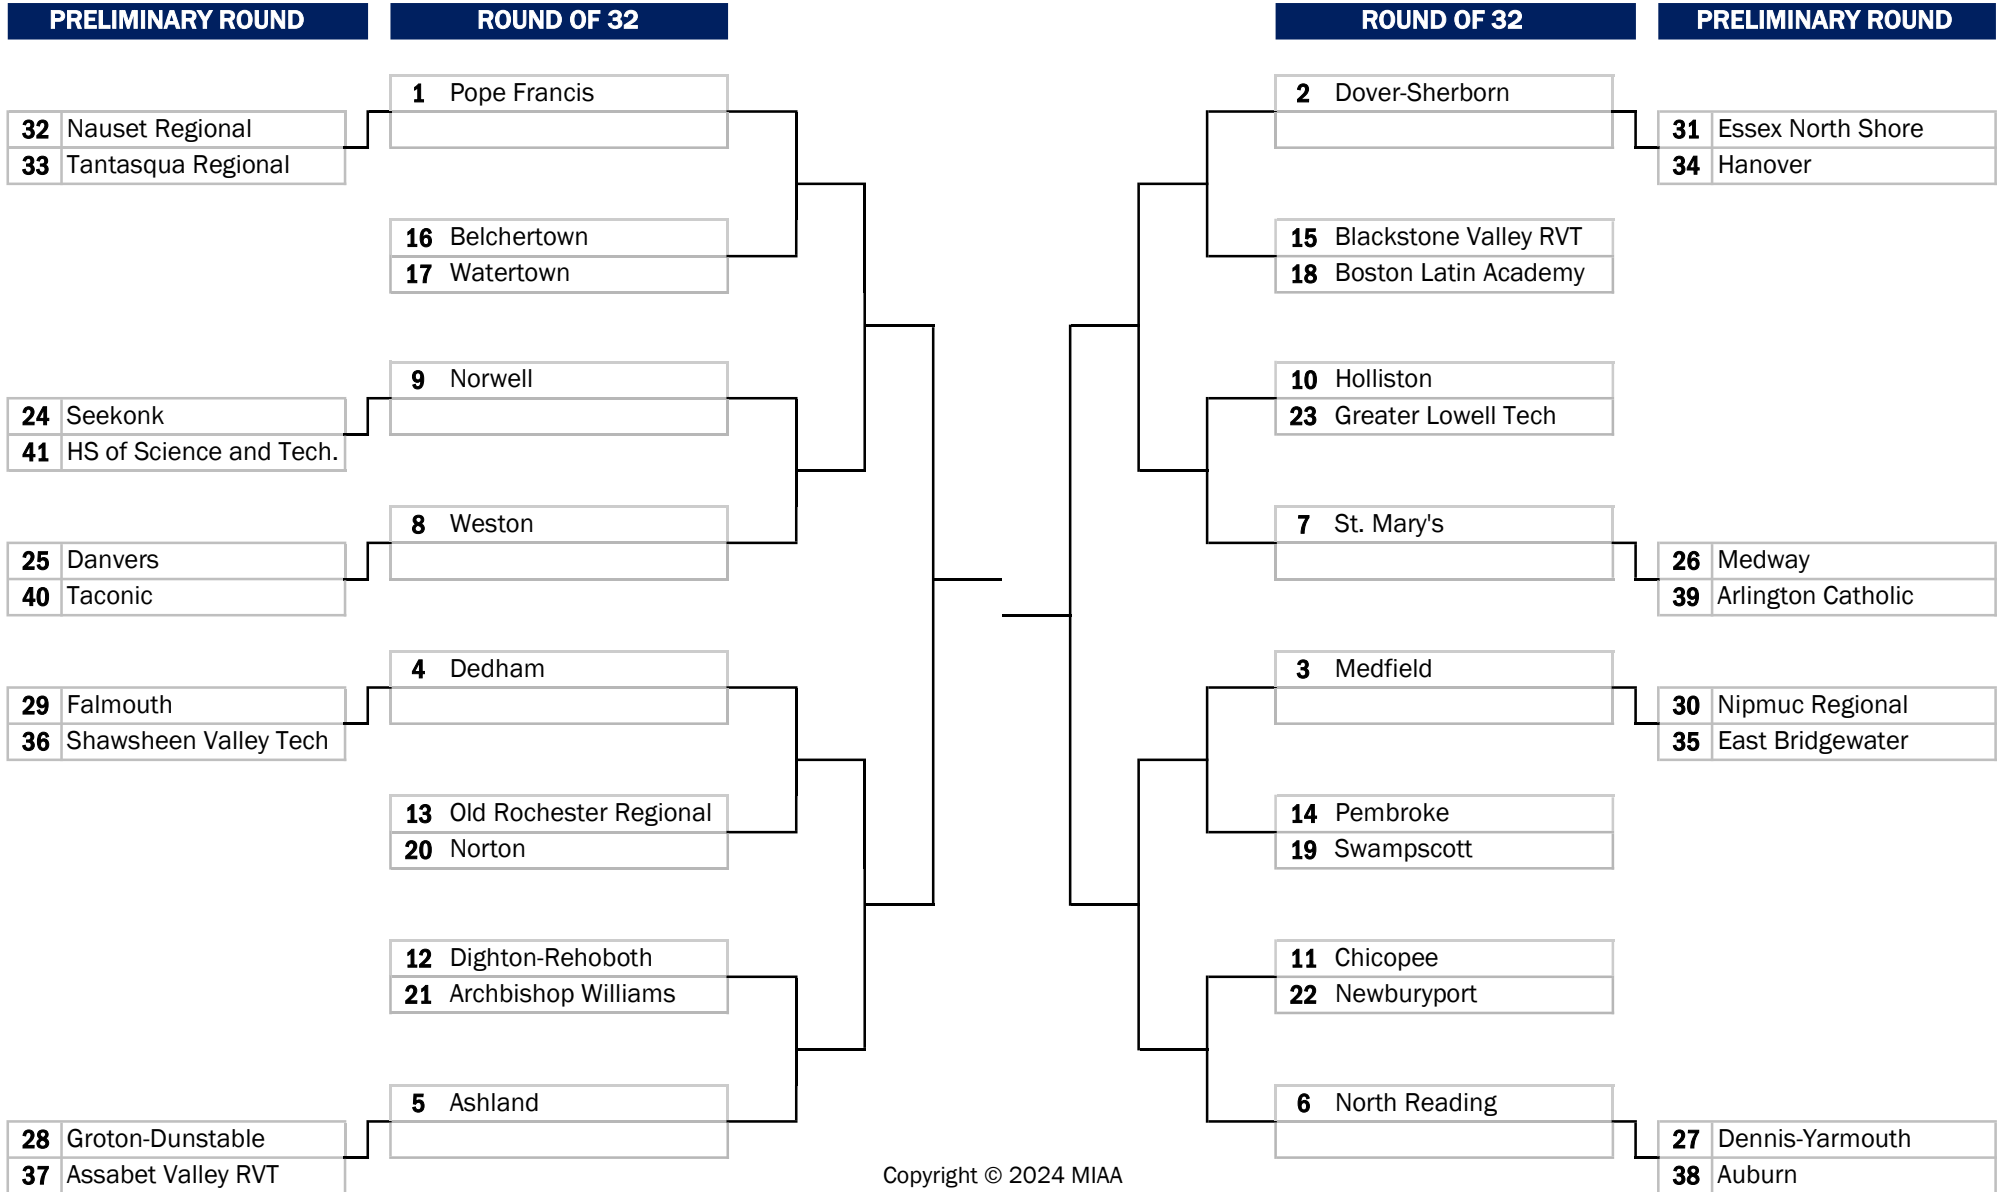 PRELIMINARY ROUND
ROUND OF 32
ROUND OF 32
PRELIMINARY ROUND
32 Nauset Regional
33 Tantasqua Regional
24 Seekonk
41 HS of Science and Tech.
25 Danvers
40 Taconic
29 Falmouth
36 Shawsheen Valley Tech
28 Groton-Dunstable
37 Assabet Valley RVT
1 Pope Francis
16 Belchertown
17 Watertown
9 Norwell
8 Weston
4 Dedham
13 Old Rochester Regional
20 Norton
12 Dighton-Rehoboth
21 Archbishop Williams
5 Ashland
2 Dover-Sherborn
15 Blackstone Valley RVT
18 Boston Latin Academy
10 Holliston
23 Greater Lowell Tech
7 St. Mary's
3 Medfield
14 Pembroke
19 Swampscott
11 Chicopee
22 Newburyport
6 North Reading
31 Essex North Shore
34 Hanover
26 Medway
39 Arlington Catholic
30 Nipmuc Regional
35 East Bridgewater
27 Dennis-Yarmouth
38 Auburn
Copyright © 2024 MIAA